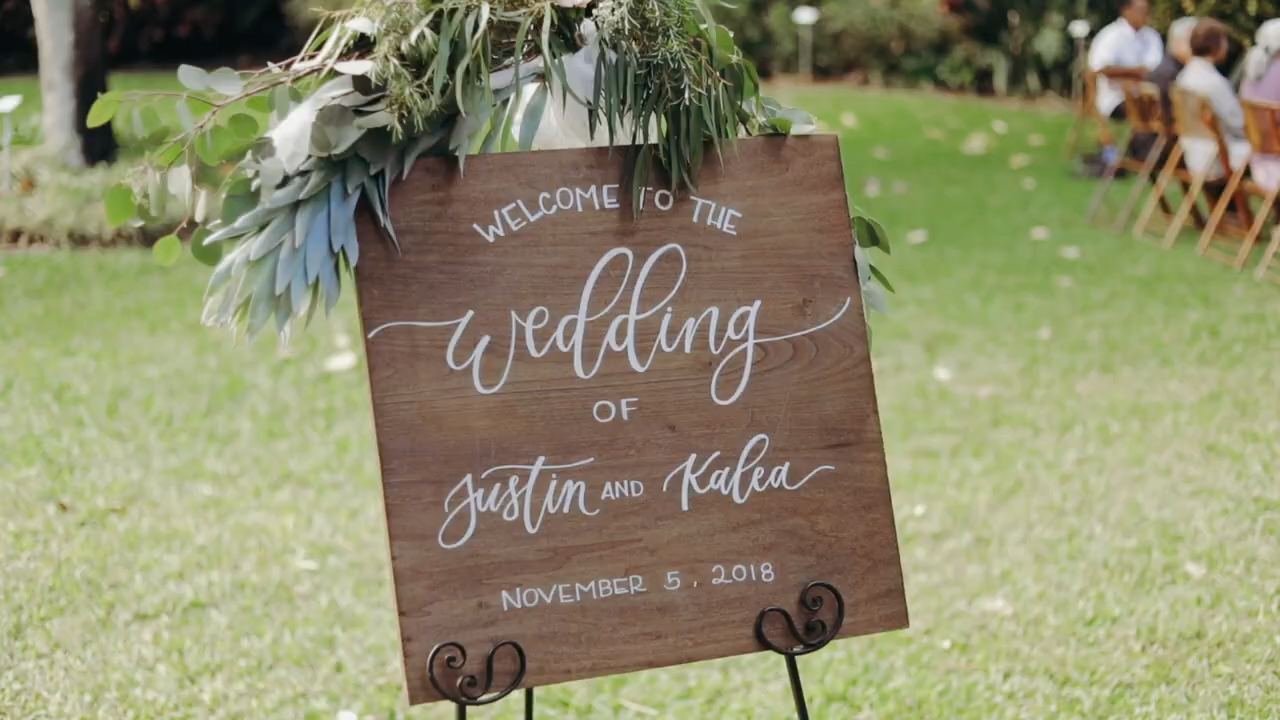 WELCOME TO THE
wedding
OF
Justin AND Kalea
NOVEMBER 5, 2018